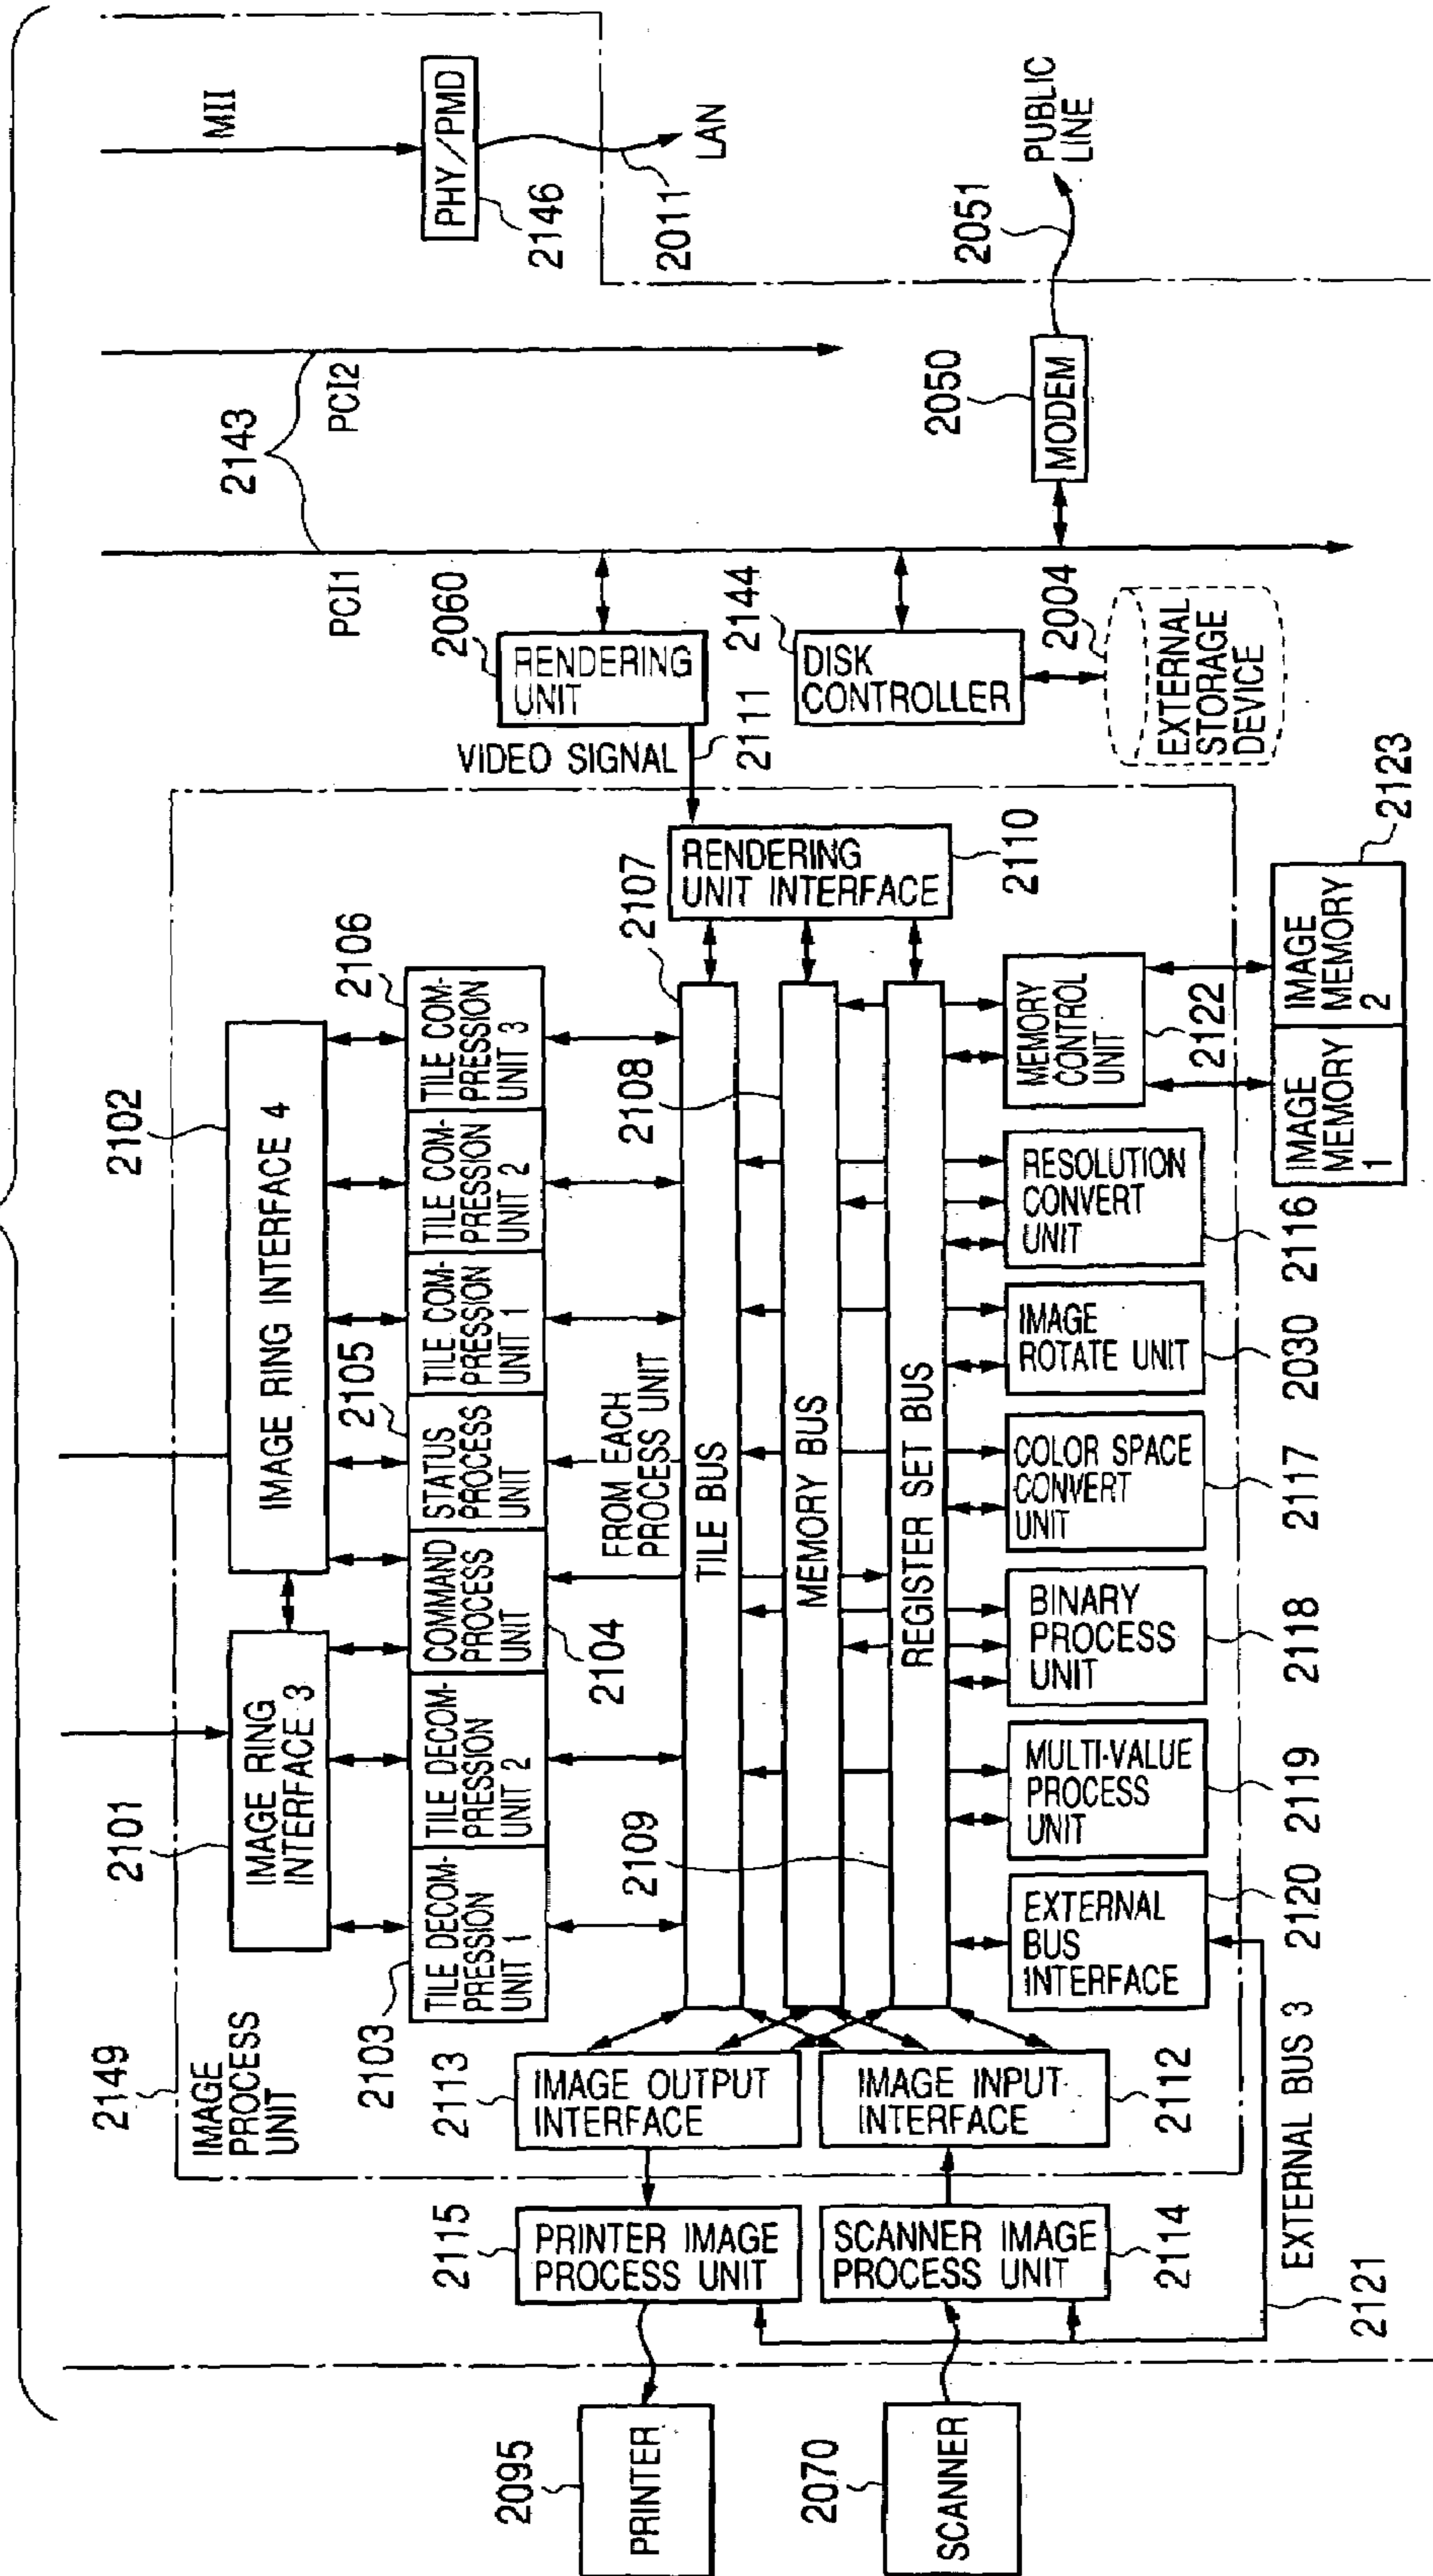 2149
IMAGE
PROCESS
UNIT
2101
IMAGE RING
INTERFACE 3
2102
IMAGE RING INTERFACE 4
2103
TILE DECOM-
PRESSION
UNIT 1
TILE DECOM-
PRESSION
UNIT 2
COMMAND
PROCESS
UNIT
2104
STATUS
PROCESS
UNIT
2105
TILE COM-
PRESSION
UNIT 1
TILE COM-
PRESSION
UNIT 2
TILE COM-
PRESSION
UNIT 3
2106
FROM EACH
PROCESS UNIT
TILE BUS
2107
MEMORY BUS
2108
REGISTER SET BUS
2109
2113
IMAGE OUTPUT
INTERFACE
IMAGE INPUT
INTERFACE
2112
2115
PRINTER IMAGE
PROCESS UNIT
SCANNER IMAGE
PROCESS UNIT
2114
2095
PRINTER
2070
SCANNER
EXTERNAL
BUS
INTERFACE
2120
MULTI-VALUE
PROCESS
UNIT
2119
BINARY
PROCESS
UNIT
2118
COLOR SPACE
CONVERT
UNIT
2117
IMAGE
ROTATE UNIT
2030
RESOLUTION
CONVERT
UNIT
2116
MEMORY
CONTROL
UNIT
2122
IMAGE
MEMORY
1
IMAGE
MEMORY
2
2123
EXTERNAL BUS 3
2121
RENDERING
UNIT INTERFACE
2110
VIDEO SIGNAL
2111
2060
RENDERING
UNIT
2144
DISK
CONTROLLER
2004
EXTERNAL
STORAGE
DEVICE
PCI1
2143
PCI2
2050
MODEM
2051
PUBLIC
LINE
MII
PHY/PMD
2146
2011
LAN